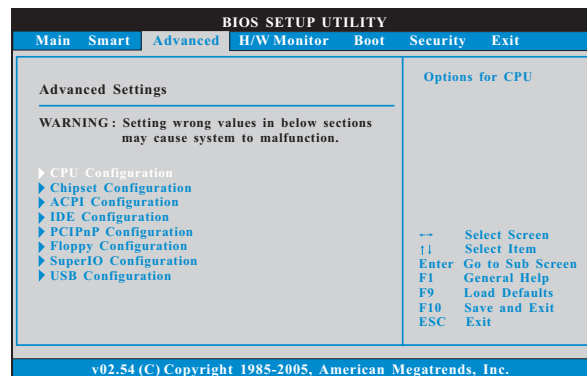 BIOS SETUP UTILITY
Main Smart Advanced H/W Monitor Boot Security Exit
Advanced Settings
WARNING : Setting wrong values in below sections
may cause system to malfunction.
CPU Configuration
Chipset Configuration
ACPI Configuration
IDE Configuration
PCIPnP Configuration
Floppy Configuration
SuperIO Configuration
USB Configuration
Options for CPU
←→ Select Screen
↑↓ Select Item
Enter Go to Sub Screen
F1 General Help
F9 Load Defaults
F10 Save and Exit
ESC Exit
v02.54 (C) Copyright 1985-2005, American Megatrends, Inc.